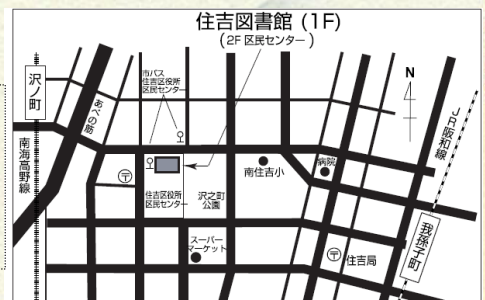 住吉図書館 (1F)
(2F 区民センター)
沢ノ町
市バス
住吉区役所
区民センター
N
あべの筋
JR阪和線
南海高野線
〒
住吉区役所
区民センター
沢之町
公園
南住吉小
病院
我孫子町
スーパー
マーケット
〒
住吉局